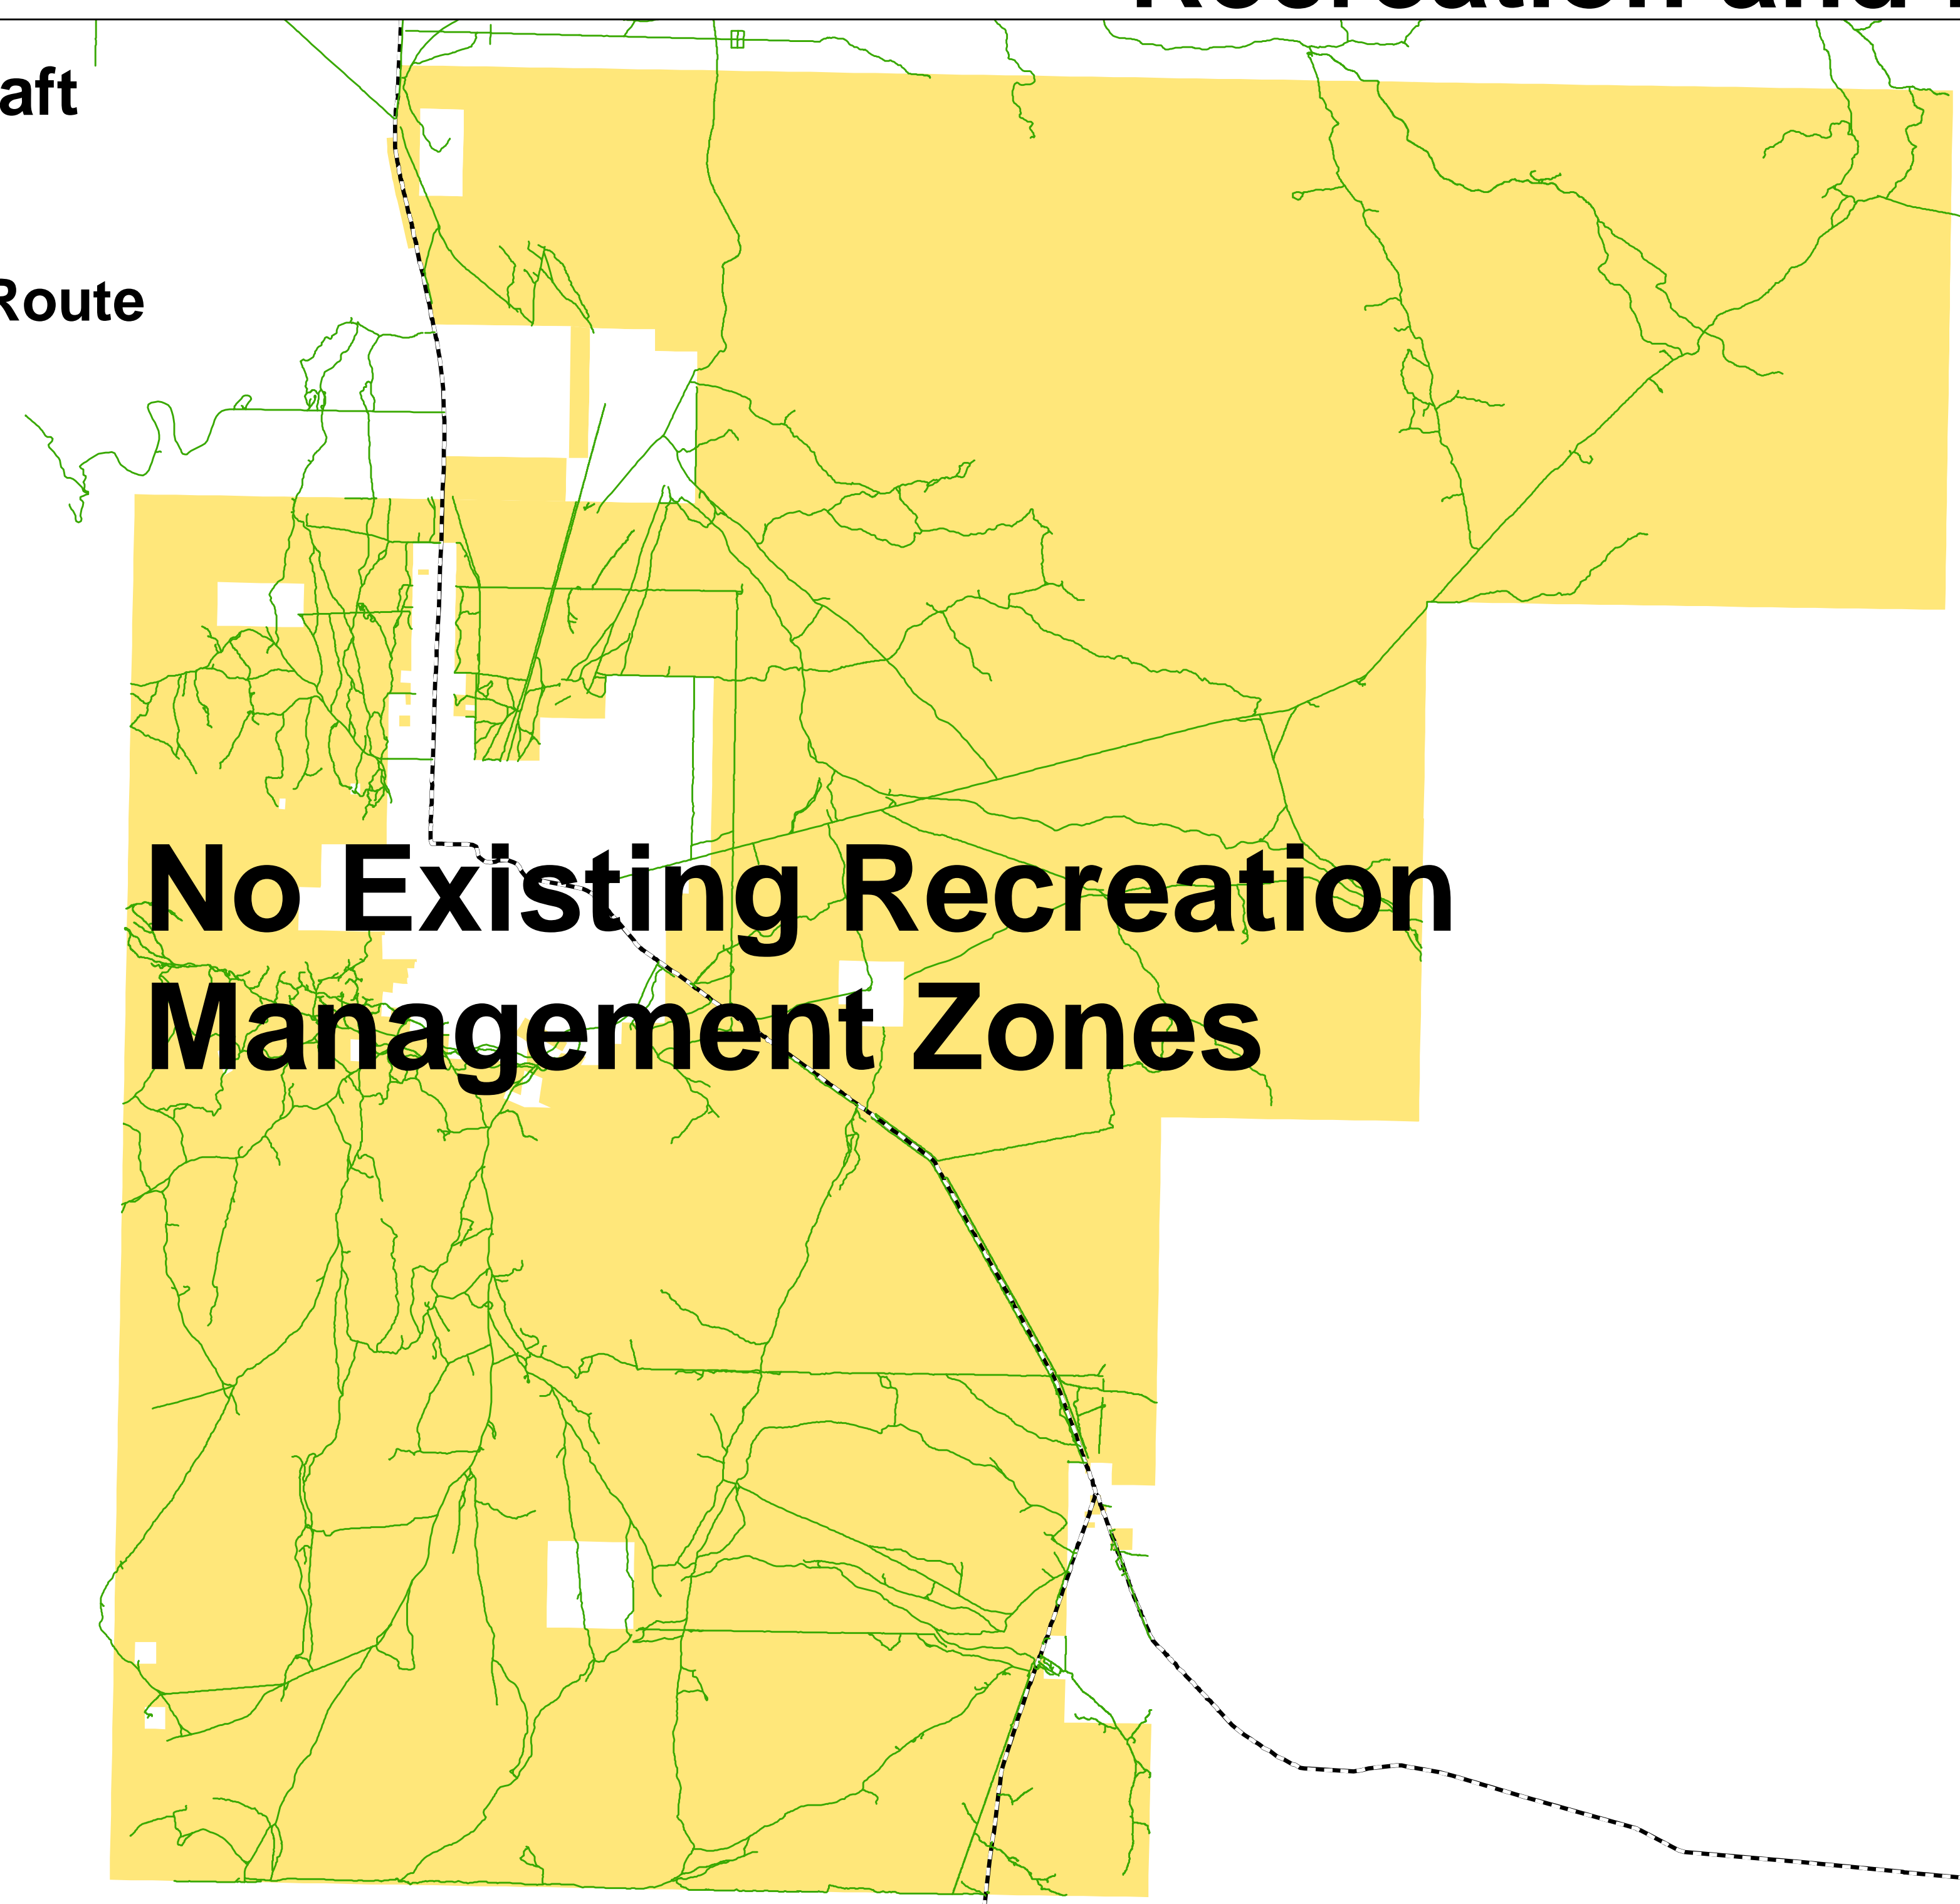 aft
Route
No Existing Recreation
Management Zones